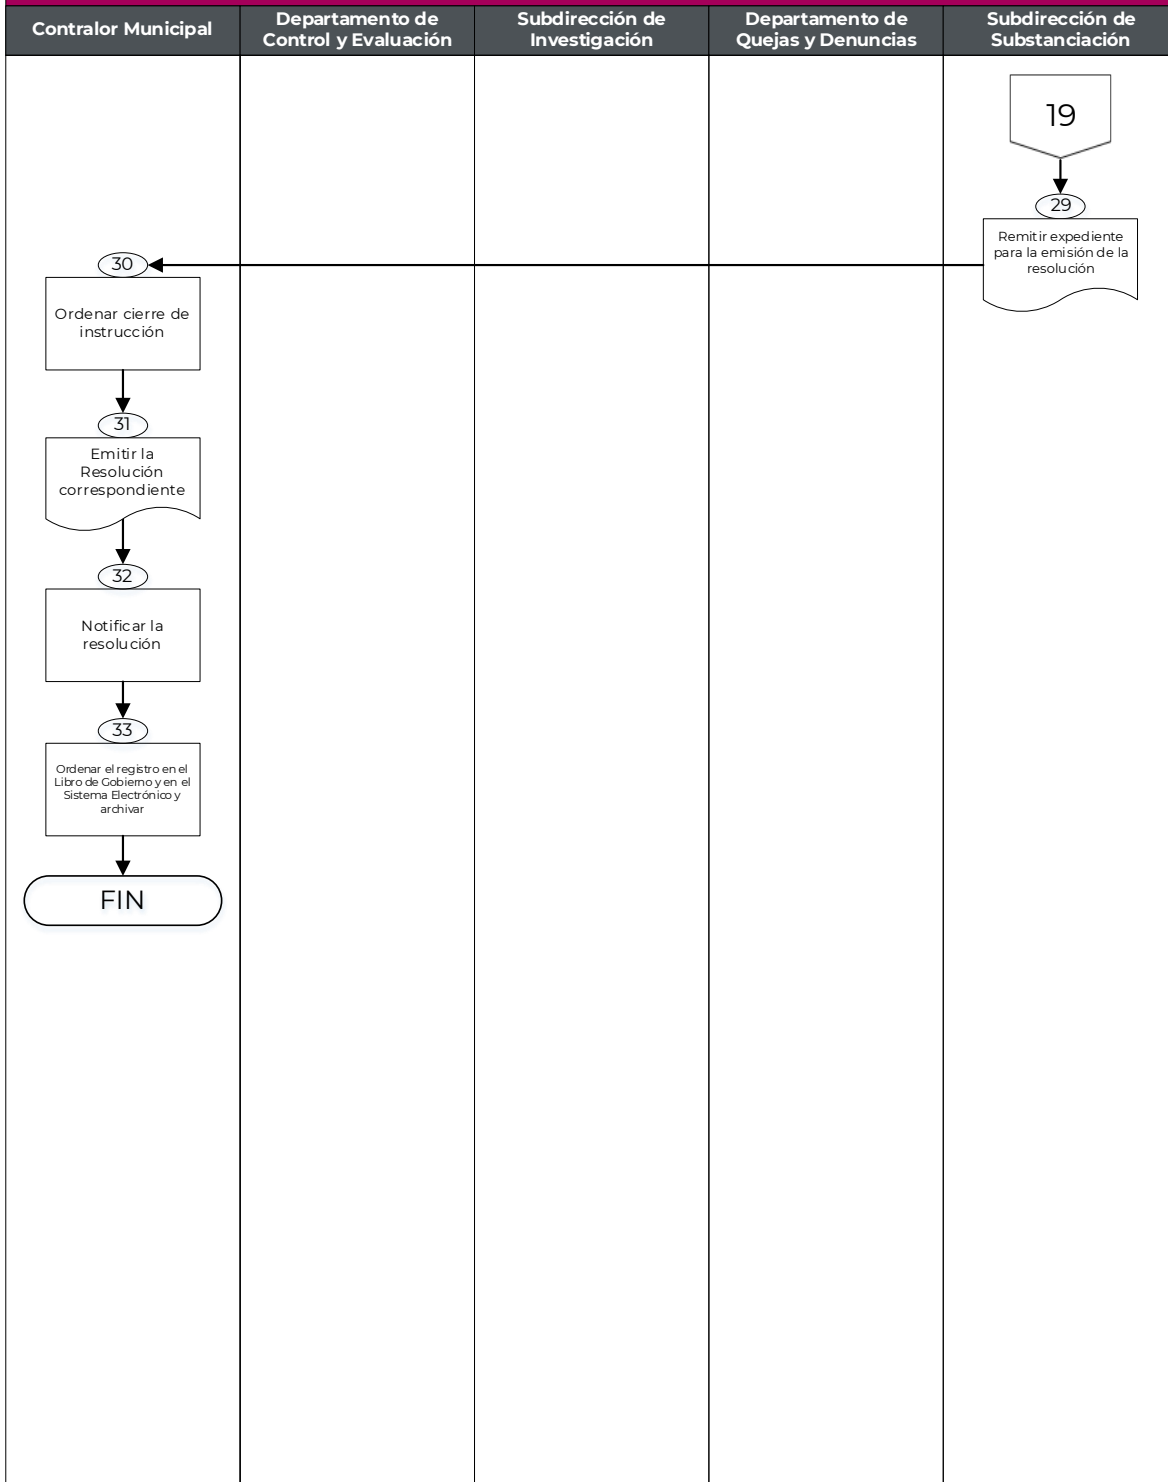 Contralor Municipal
Departamento de
Control y Evaluación
Subdirección de
Investigación
Departamento de
Quejas y Denuncias
Subdirección de
Substanciación
19
29
Remitir expediente
para la emisión de la
resolución
30
Ordenar cierre de
instrucción
31
Emitir la
Resolución
correspondiente
32
Notificar la
resolución
33
Ordenar el registro en el
Libro de Gobierno y en el
Sistema Electrónico y
archivar
FIN